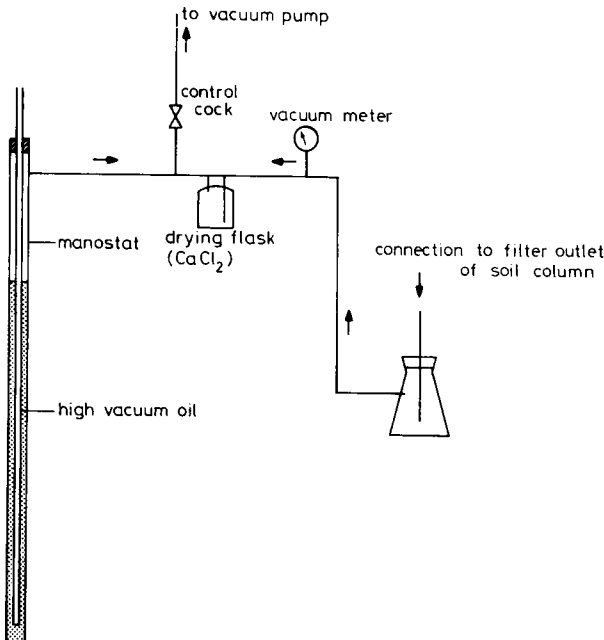 to vacuum pump
control
cock
vacuum meter
manostat
drying flask
(CaCl₂)
connection to filter outlet
of soil column
high vacuum oil